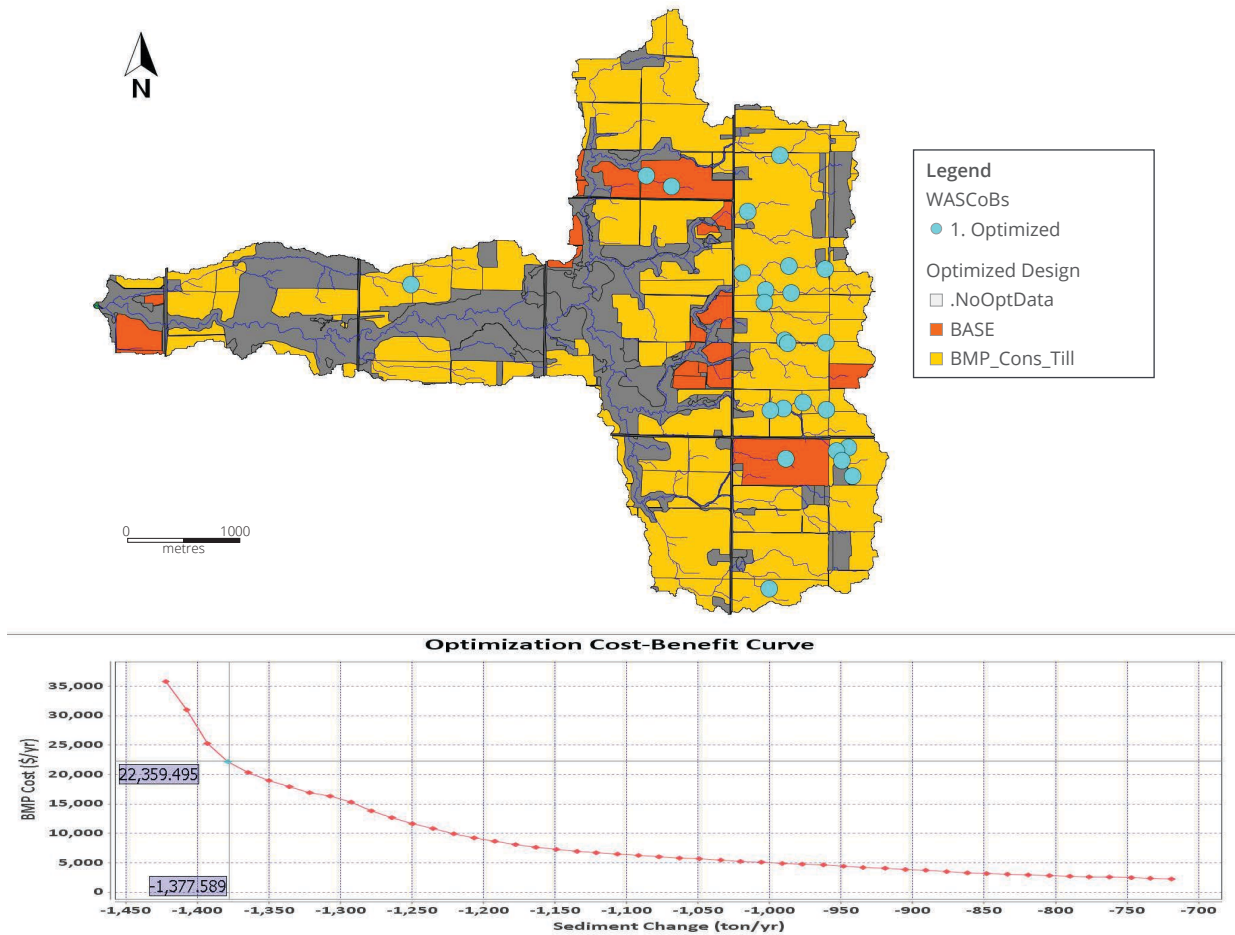 N
0 1000
metres
Legend
WASCoBs
1. Optimized
Optimized Design
.NoOptData
BASE
BMP_Cons_Till
Optimization Cost-Benefit Curve
BMP Cost ($/yr)
35,000
30,000
25,000
20,000
15,000
10,000
5,000
0
22,359.495
-1,377.589
-1,450 -1,400 -1,350 -1,300 -1,250 -1,200 -1,150 -1,100 -1,050 -1,000 -950 -900 -850 -800 -750 -700
Sediment Change (ton/yr)